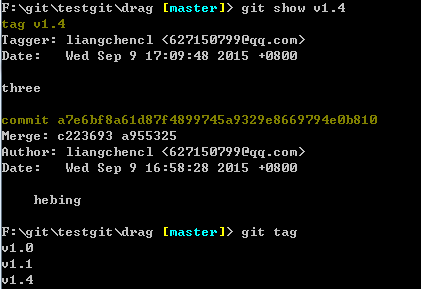 F:\git\testgit\drag [master]> git show v1.4
tag v1.4
Tagger: liangchencl <627150799@qq.com>
Date:   Wed Sep 9 17:09:48 2015 +0800
three
commit a7e6bf8a61d87f4899745a9329e8669794e0b810
Merge: c223693 a955325
Author: liangchencl <627150799@qq.com>
Date:   Wed Sep 9 16:58:28 2015 +0800
hebing
F:\git\testgit\drag [master]> git tag
v1.0
v1.1
v1.4